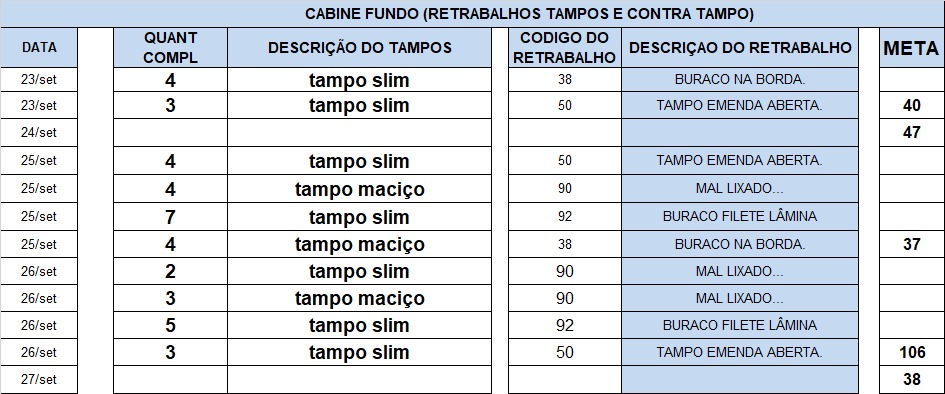 CABINE FUNDO (RETRABALHOS TAMPOS E CONTRA TAMPO)
DATA QUANT COMPL DESCRIÇÃO DO TAMPOS CODIGO DO RETRABALHO DESCRIÇAO DO RETRABALHO META
23/set 4 tampo slim 38 BURACO NA BORDA.
23/set 3 tampo slim 50 TAMPO EMENDA ABERTA. 40
24/set 47
25/set 4 tampo slim 50 TAMPO EMENDA ABERTA.
25/set 4 tampo maciço 90 MAL LIXADO...
25/set 7 tampo slim 92 BURACO FILETE LÂMINA
25/set 4 tampo maciço 38 BURACO NA BORDA. 37
26/set 2 tampo slim 90 MAL LIXADO...
26/set 3 tampo maciço 90 MAL LIXADO...
26/set 5 tampo slim 92 BURACO FILETE LÂMINA
26/set 3 tampo slim 50 TAMPO EMENDA ABERTA. 106
27/set 38